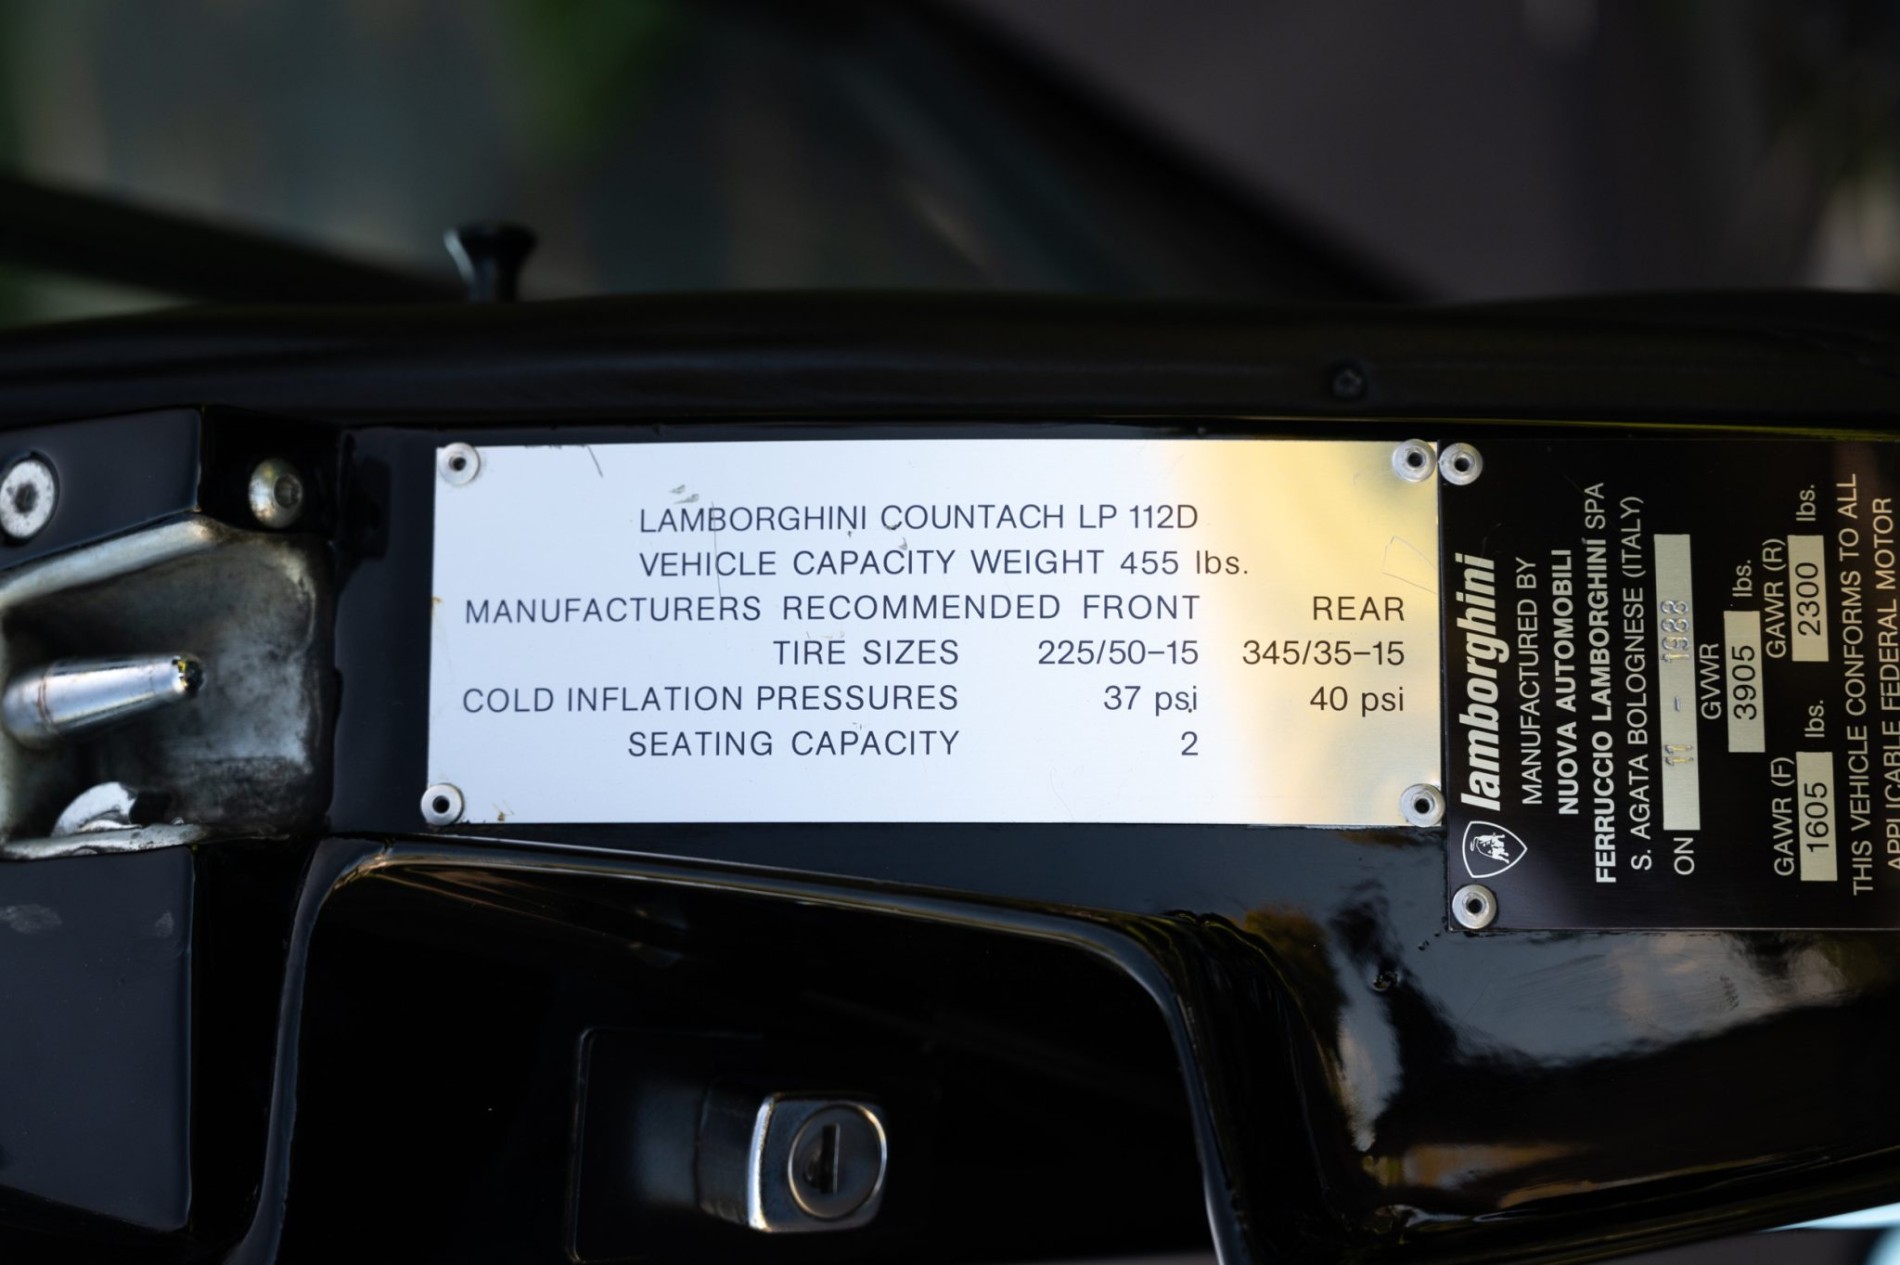 LAMBORGHINI COUNTACH LP 112D
VEHICLE CAPACITY WEIGHT 455 lbs.
MANUFACTURERS RECOMMENDED FRONT REAR
TIRE SIZES 225/50–15 345/35–15
COLD INFLATION PRESSURES 37 psi 40 psi
SEATING CAPACITY 2
lamborghini
MANUFACTURED BY
NUOVA AUTOMOBILI
FERRUCCIO LAMBORGHINI SPA
S. AGATA BOLOGNESE (ITALY)
ON 11 - 1988
GVWR
3905 lbs.
GAWR (F) GAWR (R)
1605 lbs. 2300 lbs.
THIS VEHICLE CONFORMS TO ALL
APPLICABLE FEDERAL MOTOR